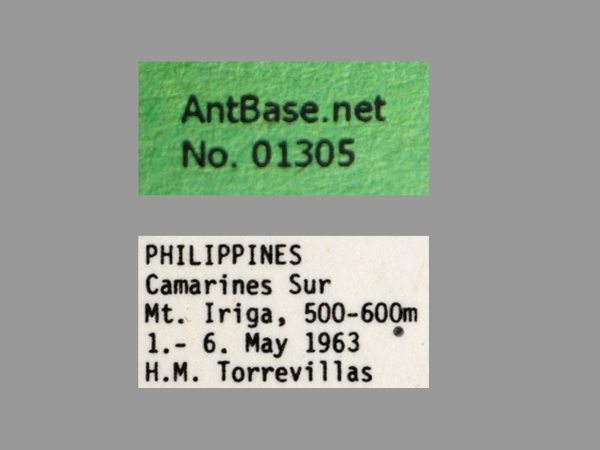 AntBase.net
No. 01305
PHILIPPINES
Camarines Sur
Mt. Iriga, 500-600m
1.- 6. May 1963
H.M. Torrevillas